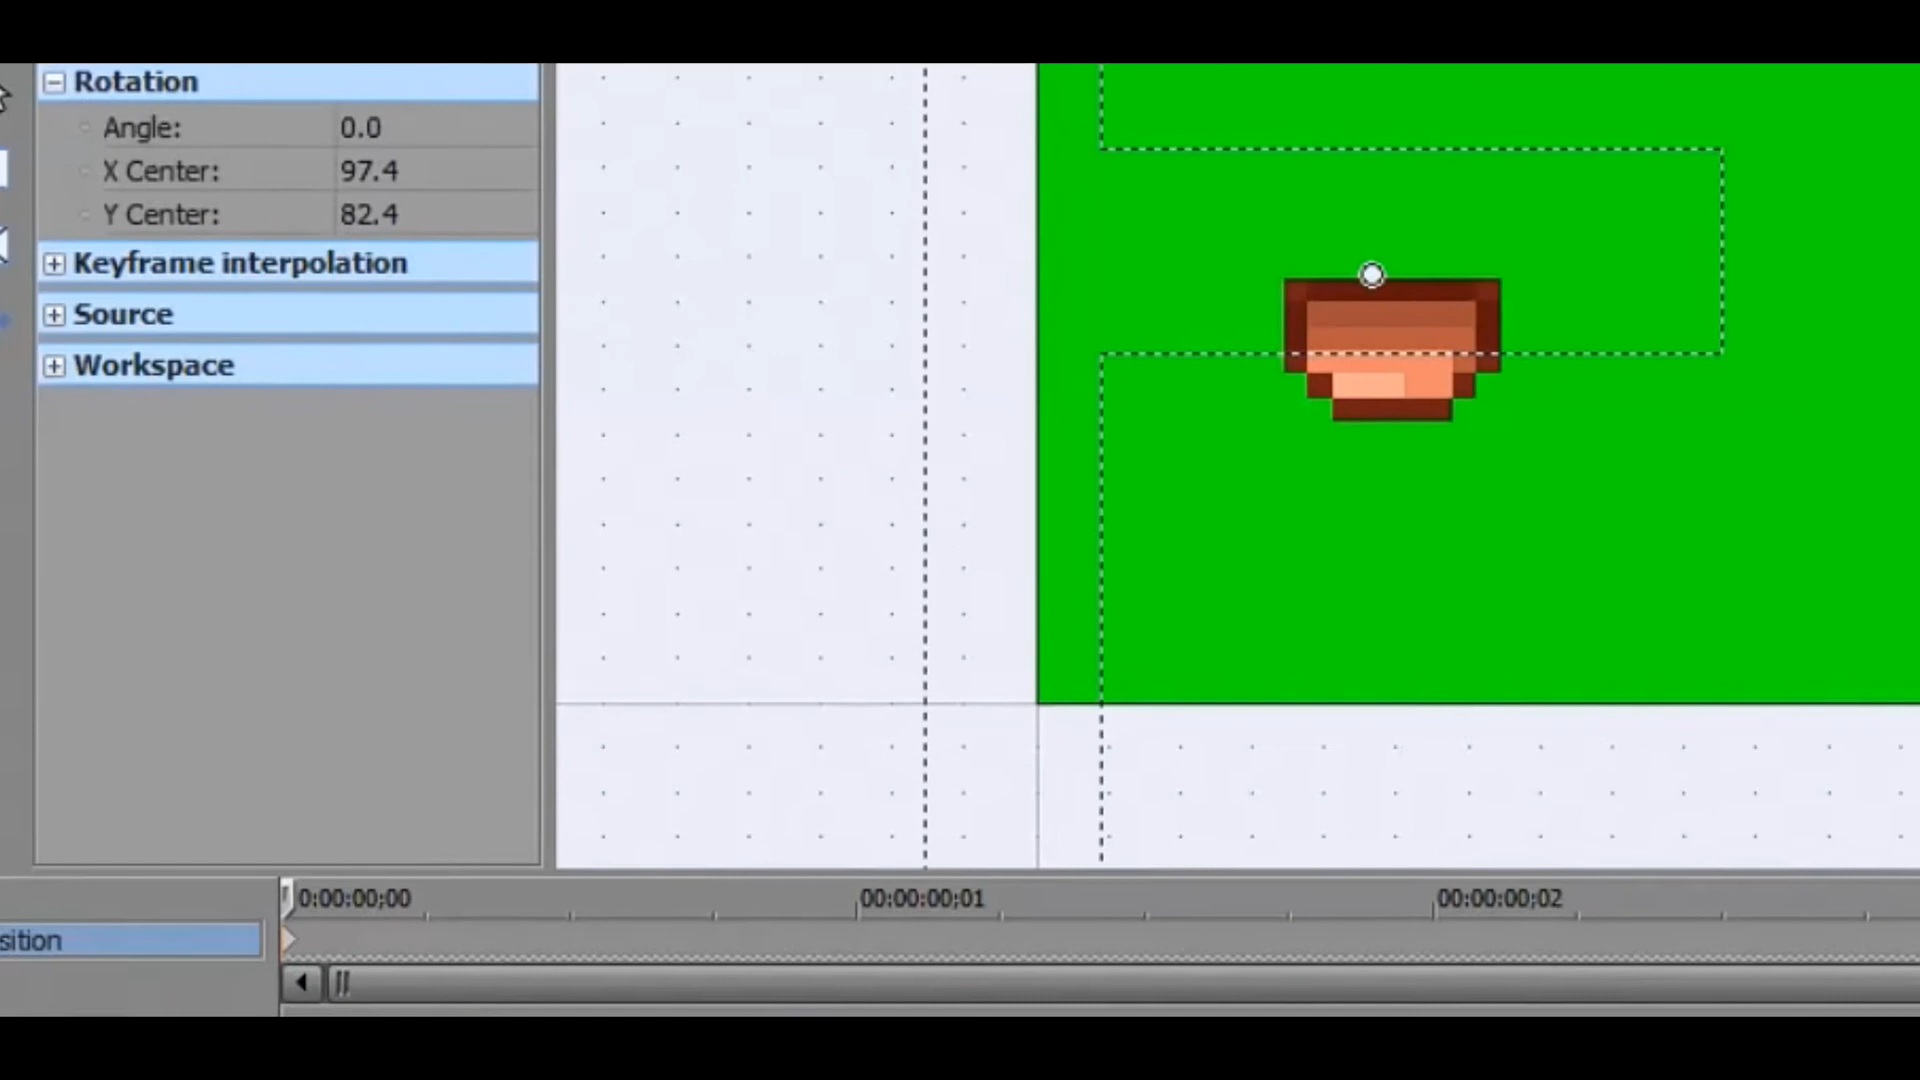 Rotation
Angle: 0.0
X Center: 97.4
Y Center: 82.4
Keyframe interpolation
Source
Workspace
0:00:00;00 00:00:00;01 00:00:00;02
sition